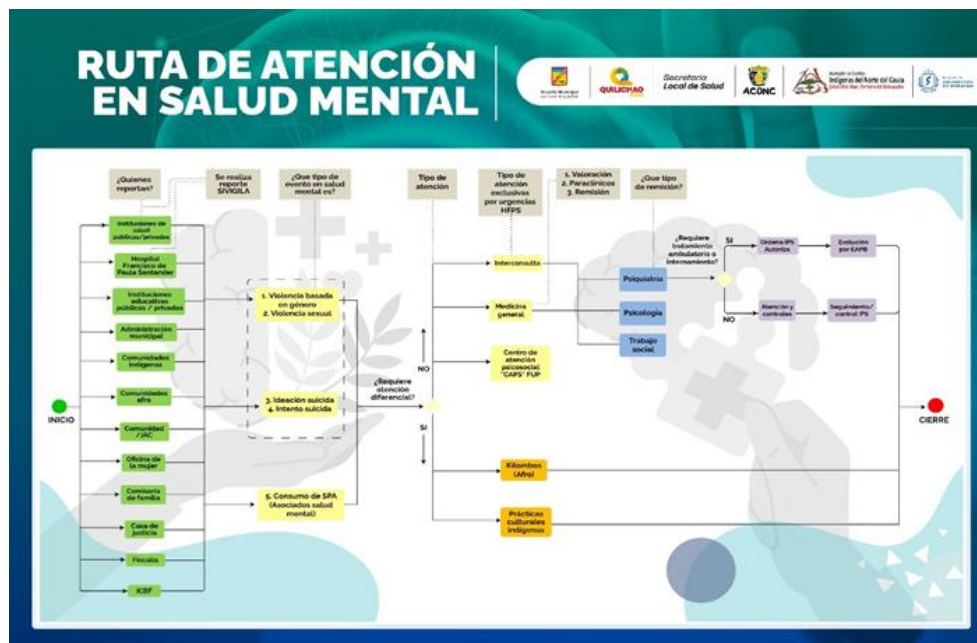 RUTA DE ATENCIÓN
EN SALUD MENTAL
QUILICHAO
Secretaría
Local de Salud
ACONC
Indígenas del Norte del Cauca
¿Quienes
reportan?
Se realiza
reporte
SIVIGILA
¿Que tipo de
evento en salud
mental es?
Tipo de
atención
Tipo de
atención
exclusivas
por urgencias
HFPS
1. Valoración
2. Paraclínicos
3. Remisión
¿Que tipo
de remisión?
INICIO
Instituciones de
salud
públicas/privadas
Hospital
Francisco de
Paula Santander
Instituciones
educativas
públicas / privadas
Administración
municipal
Comunidades
indígenas
Comunidades
afro
Comunidad
/JAC
Oficina de
la mujer
Comisaría
de familia
Casa de
justicia
Fiscalía
ICBF
1. Violencia basada
en género
2. Violencia sexual
3. Ideación suicida
4. Intento suicida
5. Consumo de SPA
(Asociados salud
mental)
¿Requiere
atención
diferencial?
NO
SI
Interconsulta
Medicina
general
Centro de
atención
psicosocial
"CAPS" FUP
Kilombos
(Afro)
Prácticas
culturales
indígenas
Psiquiatría
Psicología
Trabajo
social
¿Requiere
tratamiento
ambulatorio o
internamiento?
SI
NO
Ordena IPS
Autoriza
Evolución
por EAPB
Atención y
controles
Seguimiento/
control IPS
CIERRE